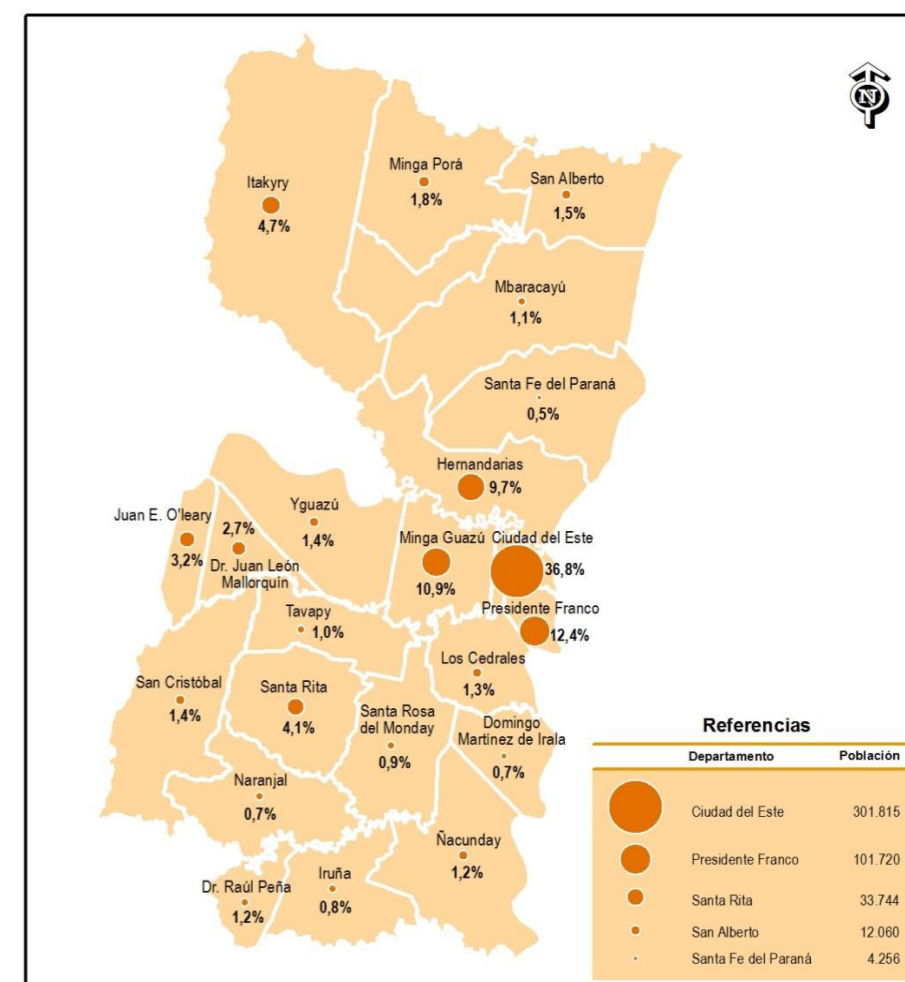 N
Itakyry
4,7%
Minga Porá
1,8%
San Alberto
1,5%
Mbaracayú
1,1%
Santa Fe del Paraná
0,5%
Hernandarias
9,7%
Juan E. O'leary
3,2%
2,7%
Dr. Juan León
Mallorquín
Yguazú
1,4%
Minga Guazú
10,9%
Ciudad del Este
36,8%
Presidente Franco
12,4%
Tavapy
1,0%
Los Cedrales
1,3%
San Cristóbal
1,4%
Santa Rita
4,1%
Santa Rosa
del Monday
0,9%
Domingo
Martinez de Irala
0,7%
Naranjal
0,7%
Ñacunday
1,2%
Dr. Raúl Peña
1,2%
Iruña
0,8%
Referencias
Departamento Población
Ciudad del Este 301.815
Presidente Franco 101.720
Santa Rita 33.744
San Alberto 12.060
Santa Fe del Paraná 4.256